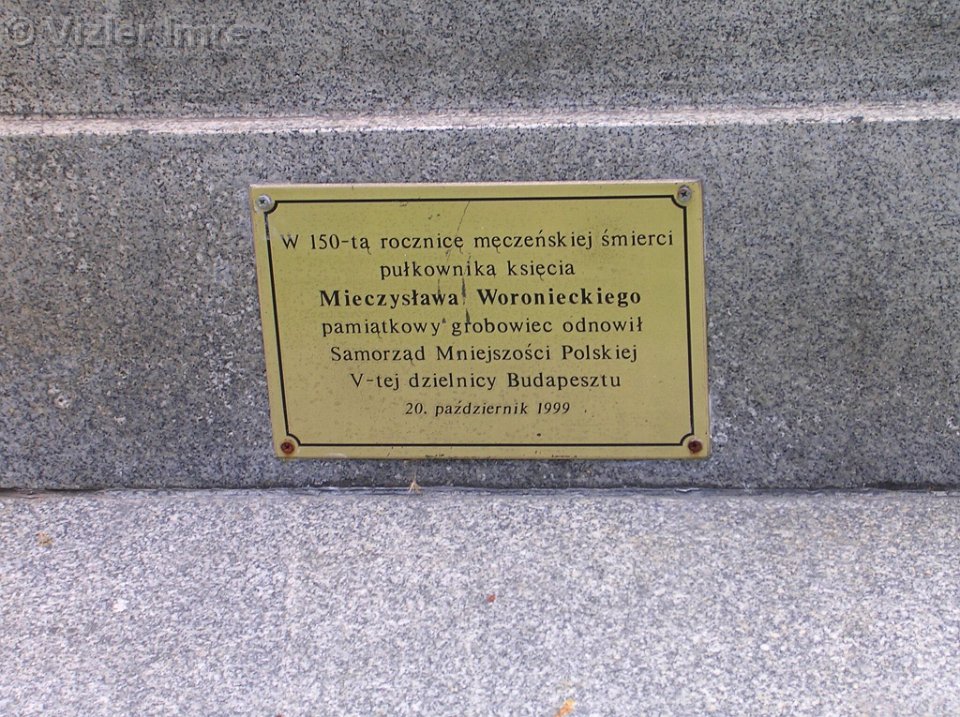 © Vizler Imre
W 150-tą rocznicę męczeńskiej śmierci
pułkownika księcia
Mieczysława Woronieckiego
pamiątkowy grobowiec odnowił
Samorząd Mniejszości Polskiej
V-tej dzielnicy Budapesztu
20. październik 1999